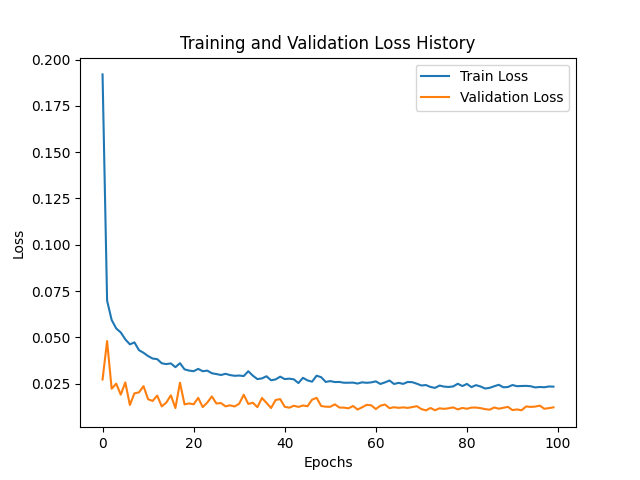 Training and Validation Loss History
Train Loss
Validation Loss
0.200
0.175
0.150
0.125
0.100
0.075
0.050
0.025
Loss
0 20 40 60 80 100
Epochs